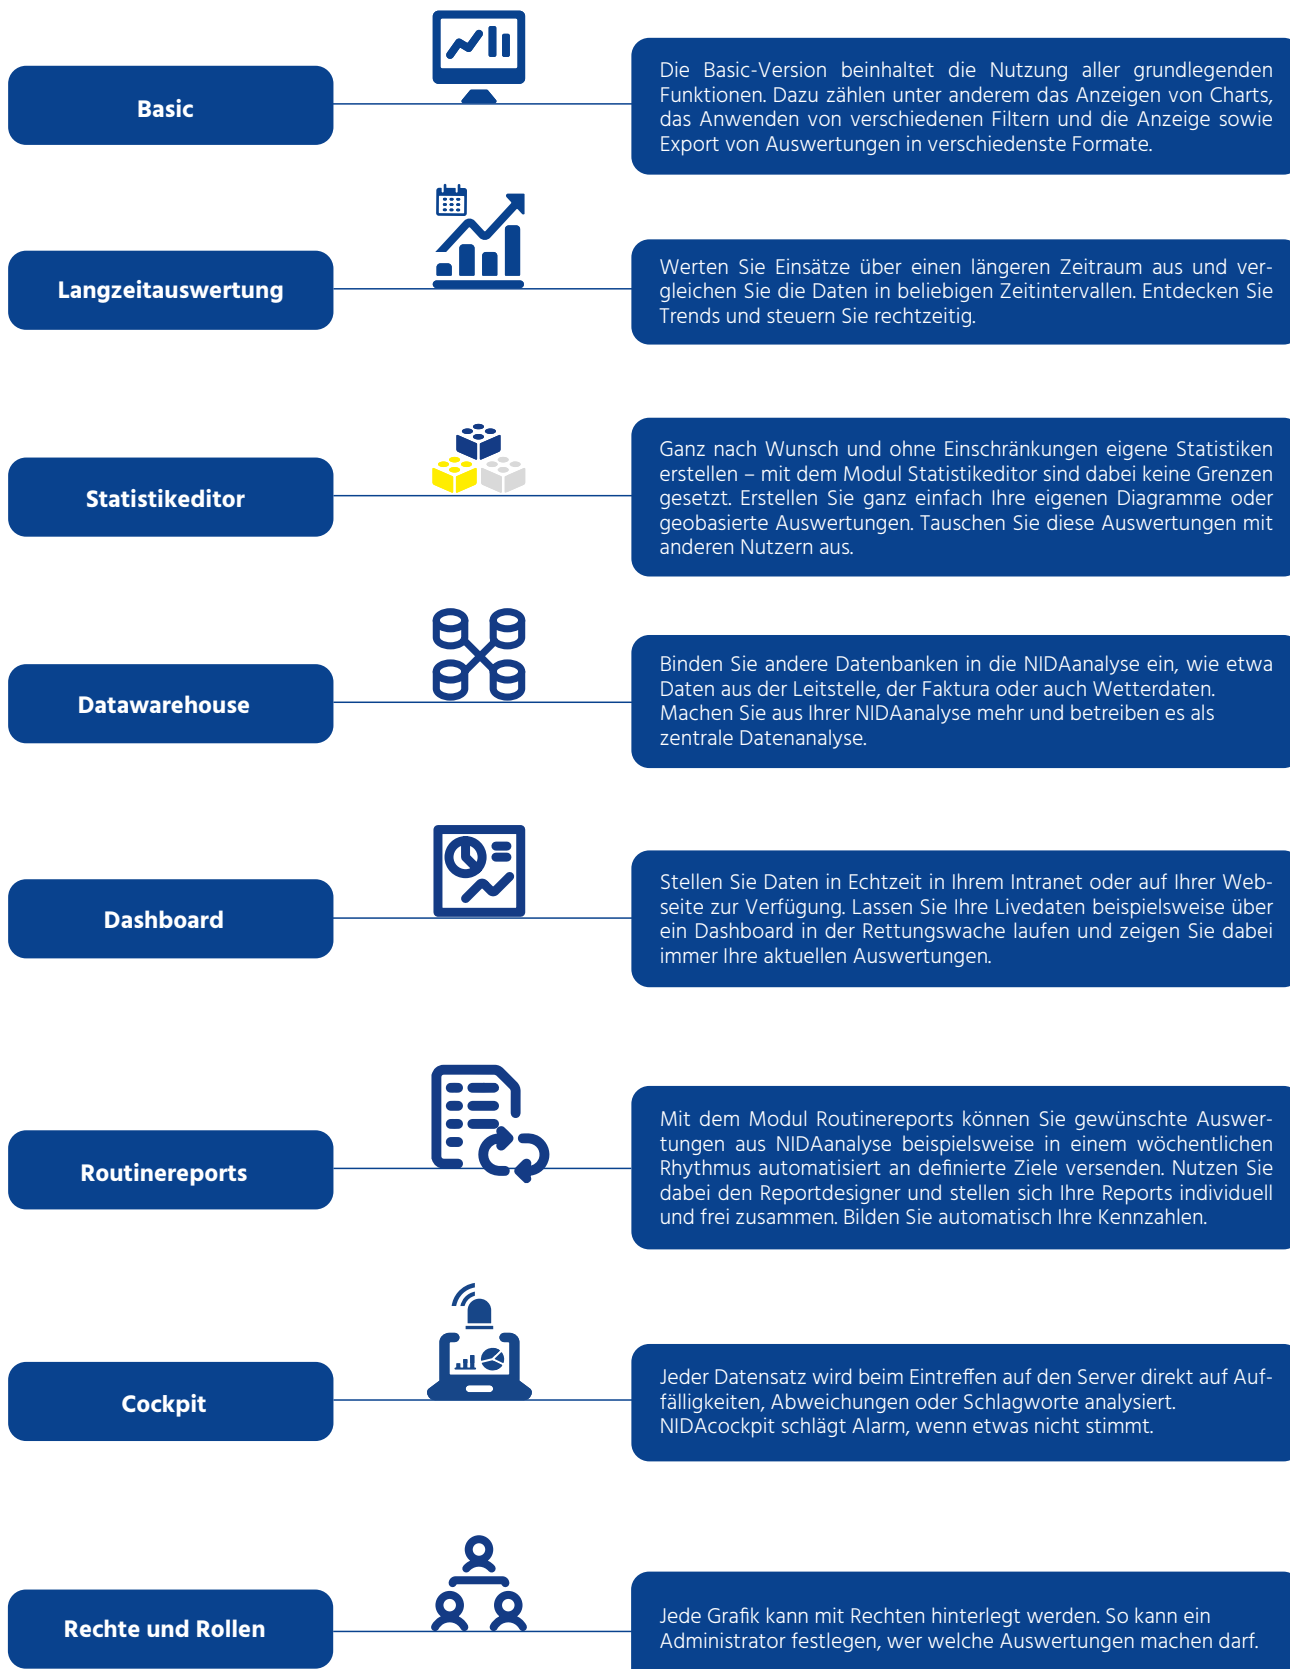 Basic
Die Basic-Version beinhaltet die Nutzung aller grundlegenden
Funktionen. Dazu zählen unter anderem das Anzeigen von Charts,
das Anwenden von verschiedenen Filtern und die Anzeige sowie
Export von Auswertungen in verschiedenste Formate.
Langzeitauswertung
Werten Sie Einsätze über einen längeren Zeitraum aus und ver-
gleichen Sie die Daten in beliebigen Zeitintervallen. Entdecken Sie
Trends und steuern Sie rechtzeitig.
Statistikeditor
Ganz nach Wunsch und ohne Einschränkungen eigene Statistiken
erstellen – mit dem Modul Statistikeditor sind dabei keine Grenzen
gesetzt. Erstellen Sie ganz einfach Ihre eigenen Diagramme oder
geobasierte Auswertungen. Tauschen Sie diese Auswertungen mit
anderen Nutzern aus.
Datawarehouse
Binden Sie andere Datenbanken in die NIDAanalyse ein, wie etwa
Daten aus der Leitstelle, der Faktura oder auch Wetterdaten.
Machen Sie aus Ihrer NIDAanalyse mehr und betreiben es als
zentrale Datenanalyse.
Dashboard
Stellen Sie Daten in Echtzeit in Ihrem Intranet oder auf Ihrer Web-
seite zur Verfügung. Lassen Sie Ihre Livedaten beispielsweise über
ein Dashboard in der Rettungswache laufen und zeigen Sie dabei
immer Ihre aktuellen Auswertungen.
Routinereports
Mit dem Modul Routinereports können Sie gewünschte Auswer-
tungen aus NIDAanalyse beispielsweise in einem wöchentlichen
Rhythmus automatisiert an definierte Ziele versenden. Nutzen Sie
dabei den Reportdesigner und stellen sich Ihre Reports individuell
und frei zusammen. Bilden Sie automatisch Ihre Kennzahlen.
Cockpit
Jeder Datensatz wird beim Eintreffen auf den Server direkt auf Auf-
fälligkeiten, Abweichungen oder Schlagworte analysiert.
NIDAcockpit schlägt Alarm, wenn etwas nicht stimmt.
Rechte und Rollen
Jede Grafik kann mit Rechten hinterlegt werden. So kann ein
Administrator festlegen, wer welche Auswertungen machen darf.